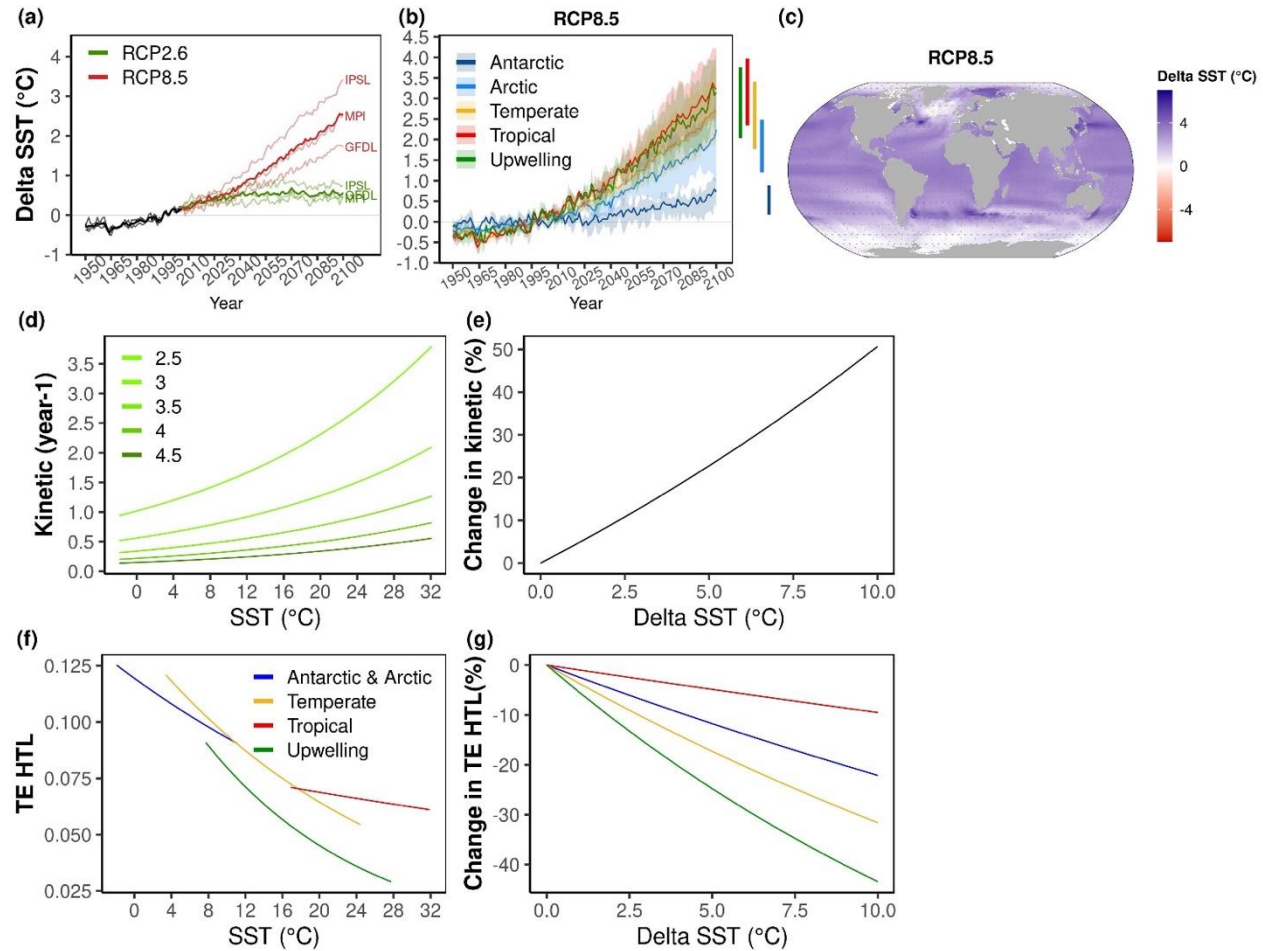 (a)
Delta SST (°C)
4
3
2
1
0
-1
RCP2.6
RCP8.5
IPSL
MPI
GFDL
IPSL
GFDL
MPI
1950
1965
1980
1995
2010
2025
2040
2055
2070
2085
2100
Year
(b)
RCP8.5
4.5
4.0
3.5
3.0
2.5
2.0
1.5
1.0
0.5
0.0
-0.5
-1.0
Antarctic
Arctic
Temperate
Tropical
Upwelling
1950
1965
1980
1995
2010
2025
2040
2055
2070
2085
2100
Year
(c)
RCP8.5
Delta SST (°C)
4
0
-4
(d)
Kinetic (year-1)
3.5
3.0
2.5
2.0
1.5
1.0
0.5
0.0
2.5
3
3.5
4
4.5
0 4 8 12 16 20 24 28 32
SST (°C)
(e)
Change in kinetic (%)
50
40
30
20
10
0
0.0 2.5 5.0 7.5 10.0
Delta SST (°C)
(f)
TE HTL
0.125
0.100
0.075
0.050
0.025
Antarctic & Arctic
Temperate
Tropical
Upwelling
0 4 8 12 16 20 24 28 32
SST (°C)
(g)
Change in TE HTL(%)
0
-10
-20
-30
-40
0.0 2.5 5.0 7.5 10.0
Delta SST (°C)